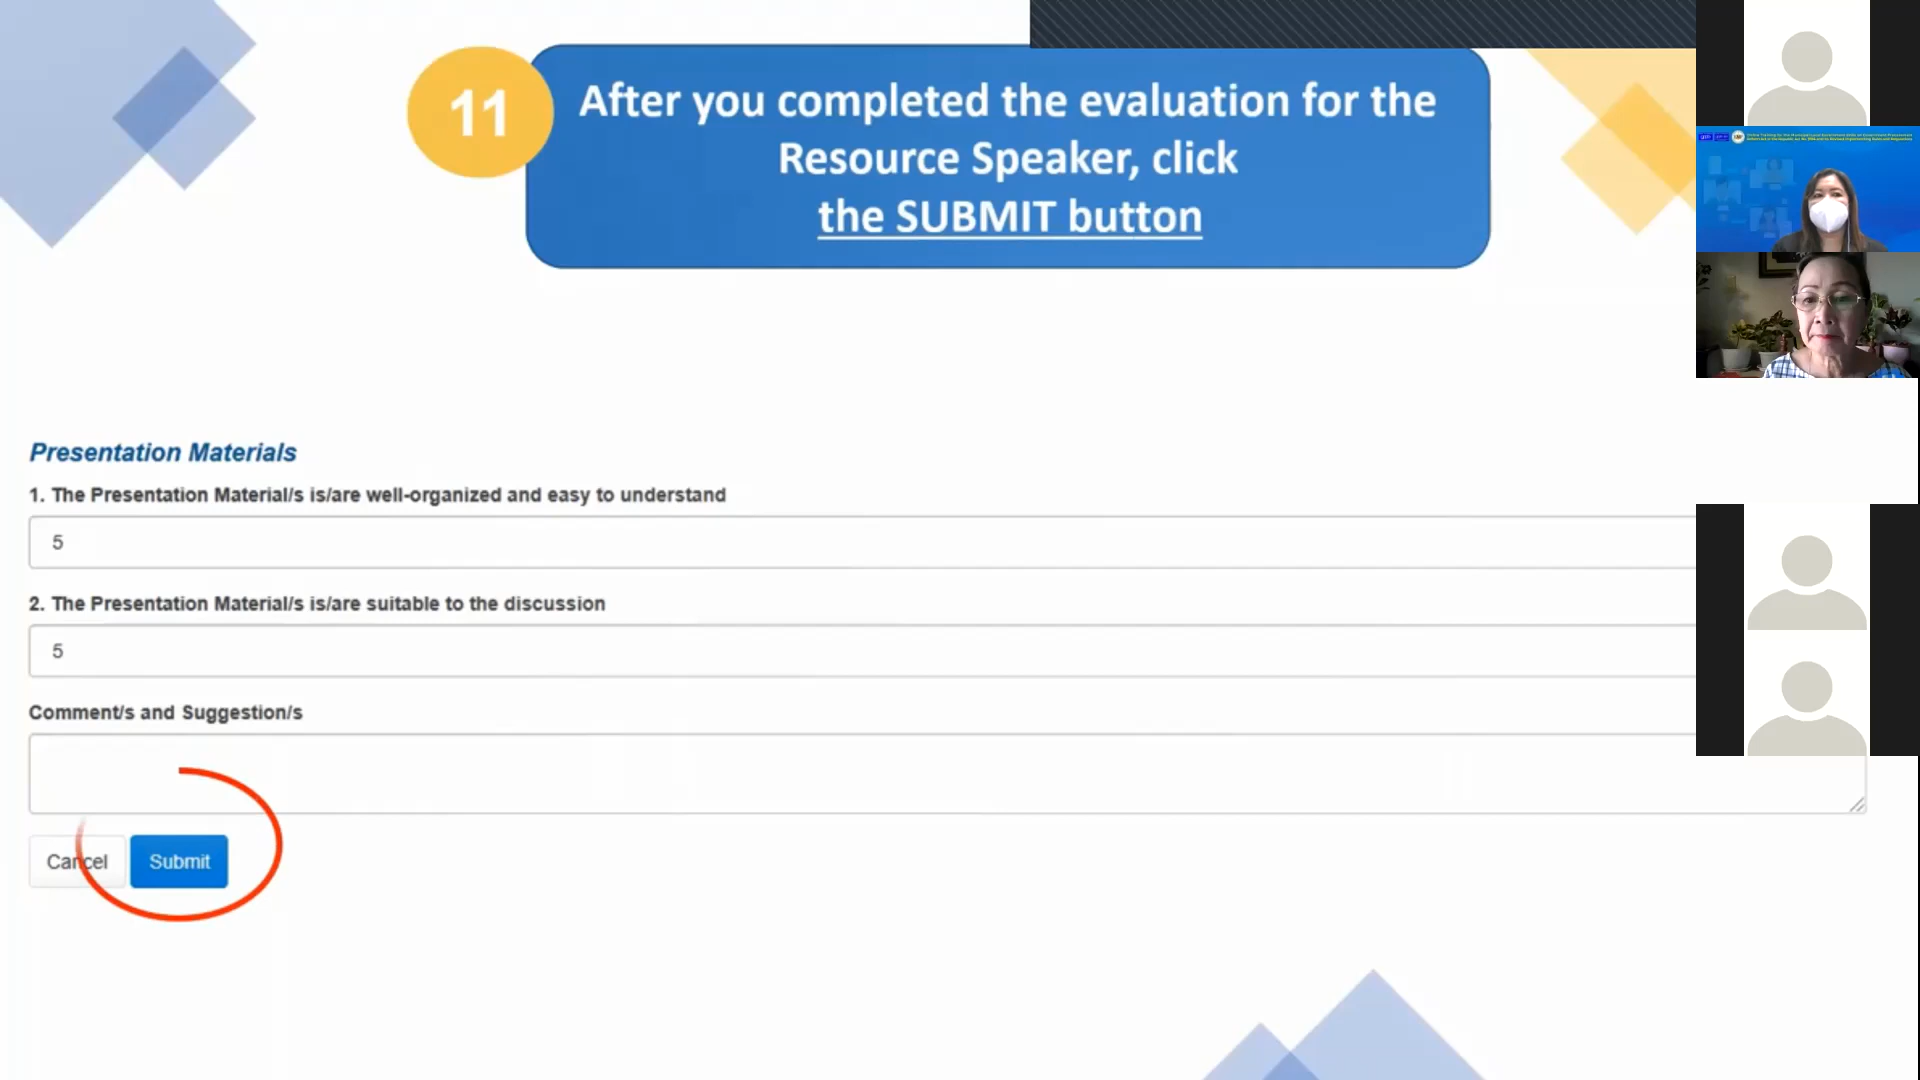 11
After you completed the evaluation for the
Resource Speaker, click
the SUBMIT button
Presentation Materials
1. The Presentation Material/s is/are well-organized and easy to understand
5
2. The Presentation Material/s is/are suitable to the discussion
5
Comment/s and Suggestion/s
Cancel
Submit